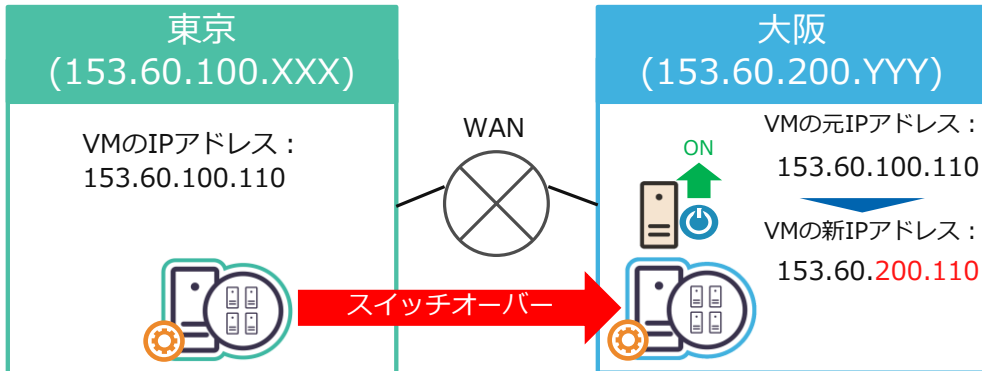 東京
(153.60.100.XXX)
VMのIPアドレス：
153.60.100.110
WAN
スイッチオーバー
大阪
(153.60.200.YYY)
ON
VMの元IPアドレス：
153.60.100.110
VMの新IPアドレス：
153.60.200.110